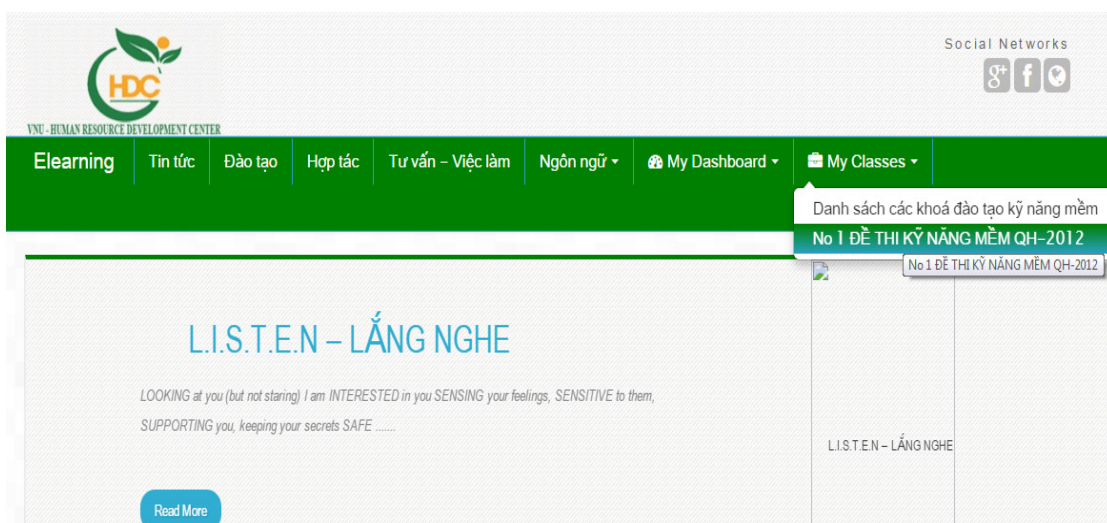 Social Networks
HDC
VNU - HUMAN RESOURCE DEVELOPMENT CENTER
Elearning Tin tức Đào tạo Hợp tác Tư vấn – Việc làm Ngôn ngữ My Dashboard My Classes
Danh sách các khoá đào tạo kỹ năng mềm
No 1 ĐỀ THI KỸ NĂNG MỀM QH-2012
No 1 ĐỀ THI KỸ NĂNG MỀM QH-2012
L.I.S.T.E.N – LẮNG NGHE
LOOKING at you (but not staring) I am INTERESTED in you SENSING your feelings, SENSITIVE to them,
SUPPORTING you, keeping your secrets SAFE .......
L.I.S.T.E.N – LẮNG NGHE
Read More